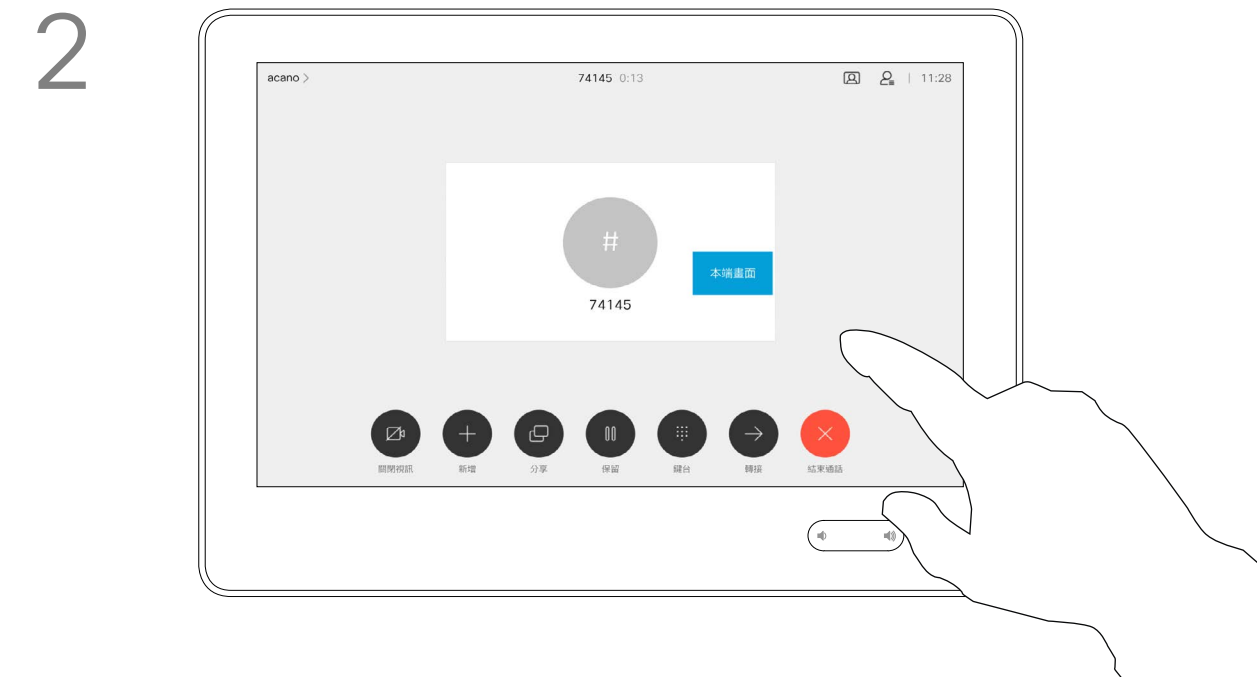 2
acano >
74145 0:13
11:28
#
74145
本端畫面
關閉視訊
新增
分享
保留
鍵台
轉接
結束通話